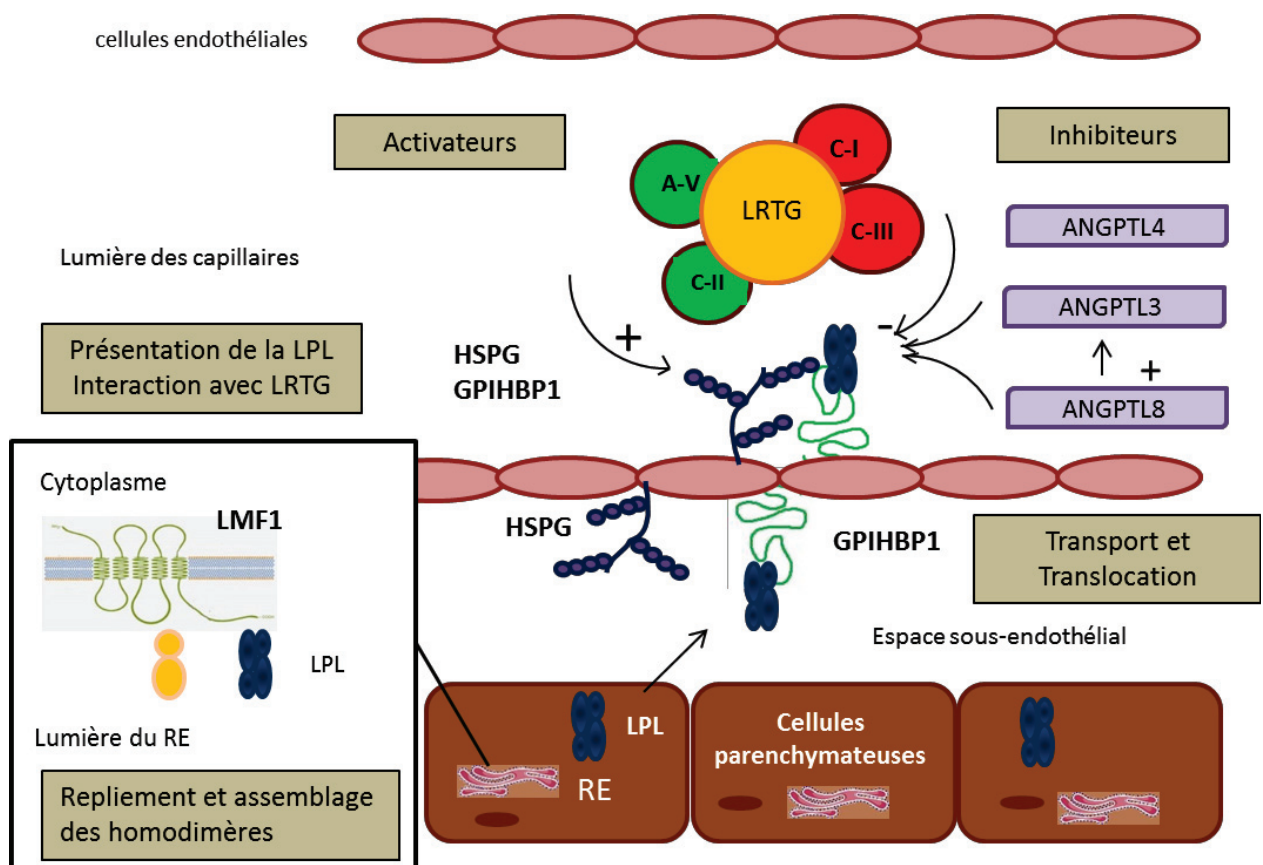 cellules endothéliales
Activateurs
Inhibiteurs
C-I
A-V
LRTG
C-III
C-II
ANGPTL4
Lumière des capillaires
ANGPTL3
+
-
Présentation de la LPL
Interaction avec LRTG
HSPG
GPIHBP1
+
ANGPTL8
Cytoplasme
LMF1
HSPG
GPIHBP1
Transport et
Translocation
Espace sous-endothélial
LPL
Lumière du RE
LPL
Cellules
parenchymateuses
RE
Repliement et assemblage
des homodimères